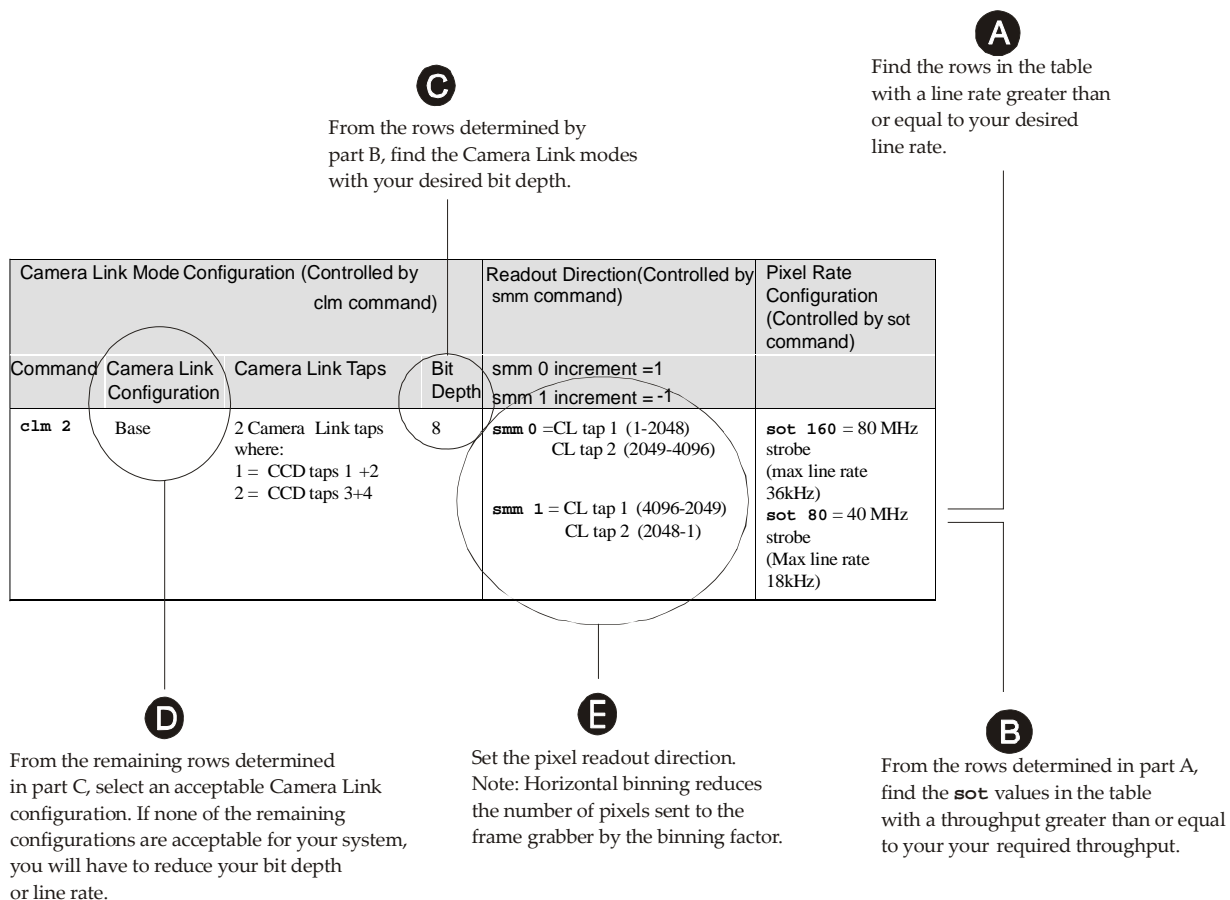 A
Find the rows in the table
with a line rate greater than
or equal to your desired
line rate.
C
From the rows determined by
part B, find the Camera Link modes
with your desired bit depth.
Camera Link Mode Configuration (Controlled by
clm command)
Readout Direction(Controlled by
smm command)
Pixel Rate
Configuration
(Controlled by sot
command)
Command
Camera Link
Configuration
Camera Link Taps
Bit
Depth
smm 0 increment =1
smm 1 increment = -1
clm 2
Base
2 Camera Link taps
where:
1 = CCD taps 1 +2
2 = CCD taps 3+4
8
smm 0 =CL tap 1 (1-2048)
CL tap 2 (2049-4096)
smm 1 = CL tap 1 (4096-2049)
CL tap 2 (2048-1)
sot 160 = 80 MHz
strobe
(max line rate
36kHz)
sot 80 = 40 MHz
strobe
(Max line rate
18kHz)
D
From the remaining rows determined
in part C, select an acceptable Camera Link
configuration. If none of the remaining
configurations are acceptable for your system,
you will have to reduce your bit depth
or line rate.
E
Set the pixel readout direction.
Note: Horizontal binning reduces
the number of pixels sent to the
frame grabber by the binning factor.
B
From the rows determined in part A,
find the sot values in the table
with a throughput greater than or equal
to your your required throughput.